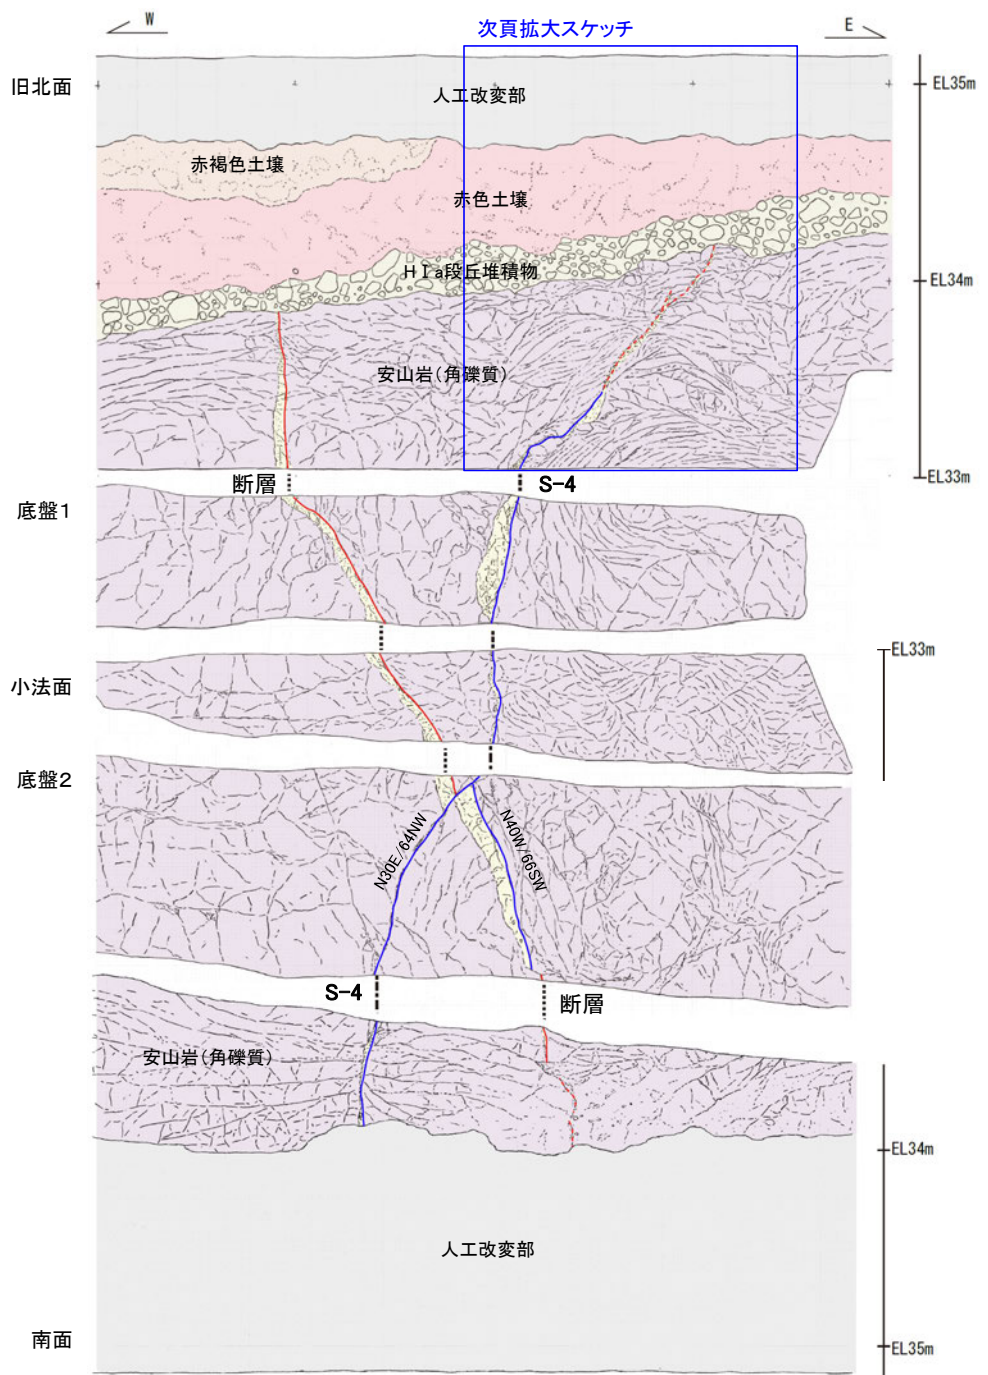 W
次頁拡大スケッチ
E
旧北面
EL35m
人工改変部
赤褐色土壌
赤色土壌
HⅠa段丘堆積物
EL34m
安山岩(角礫質)
断層
S-4
EL33m
底盤1
EL33m
小法面
底盤2
N30E/64NW
N40W/66SW
S-4
断層
安山岩(角礫質)
EL34m
人工改変部
南面
EL35m